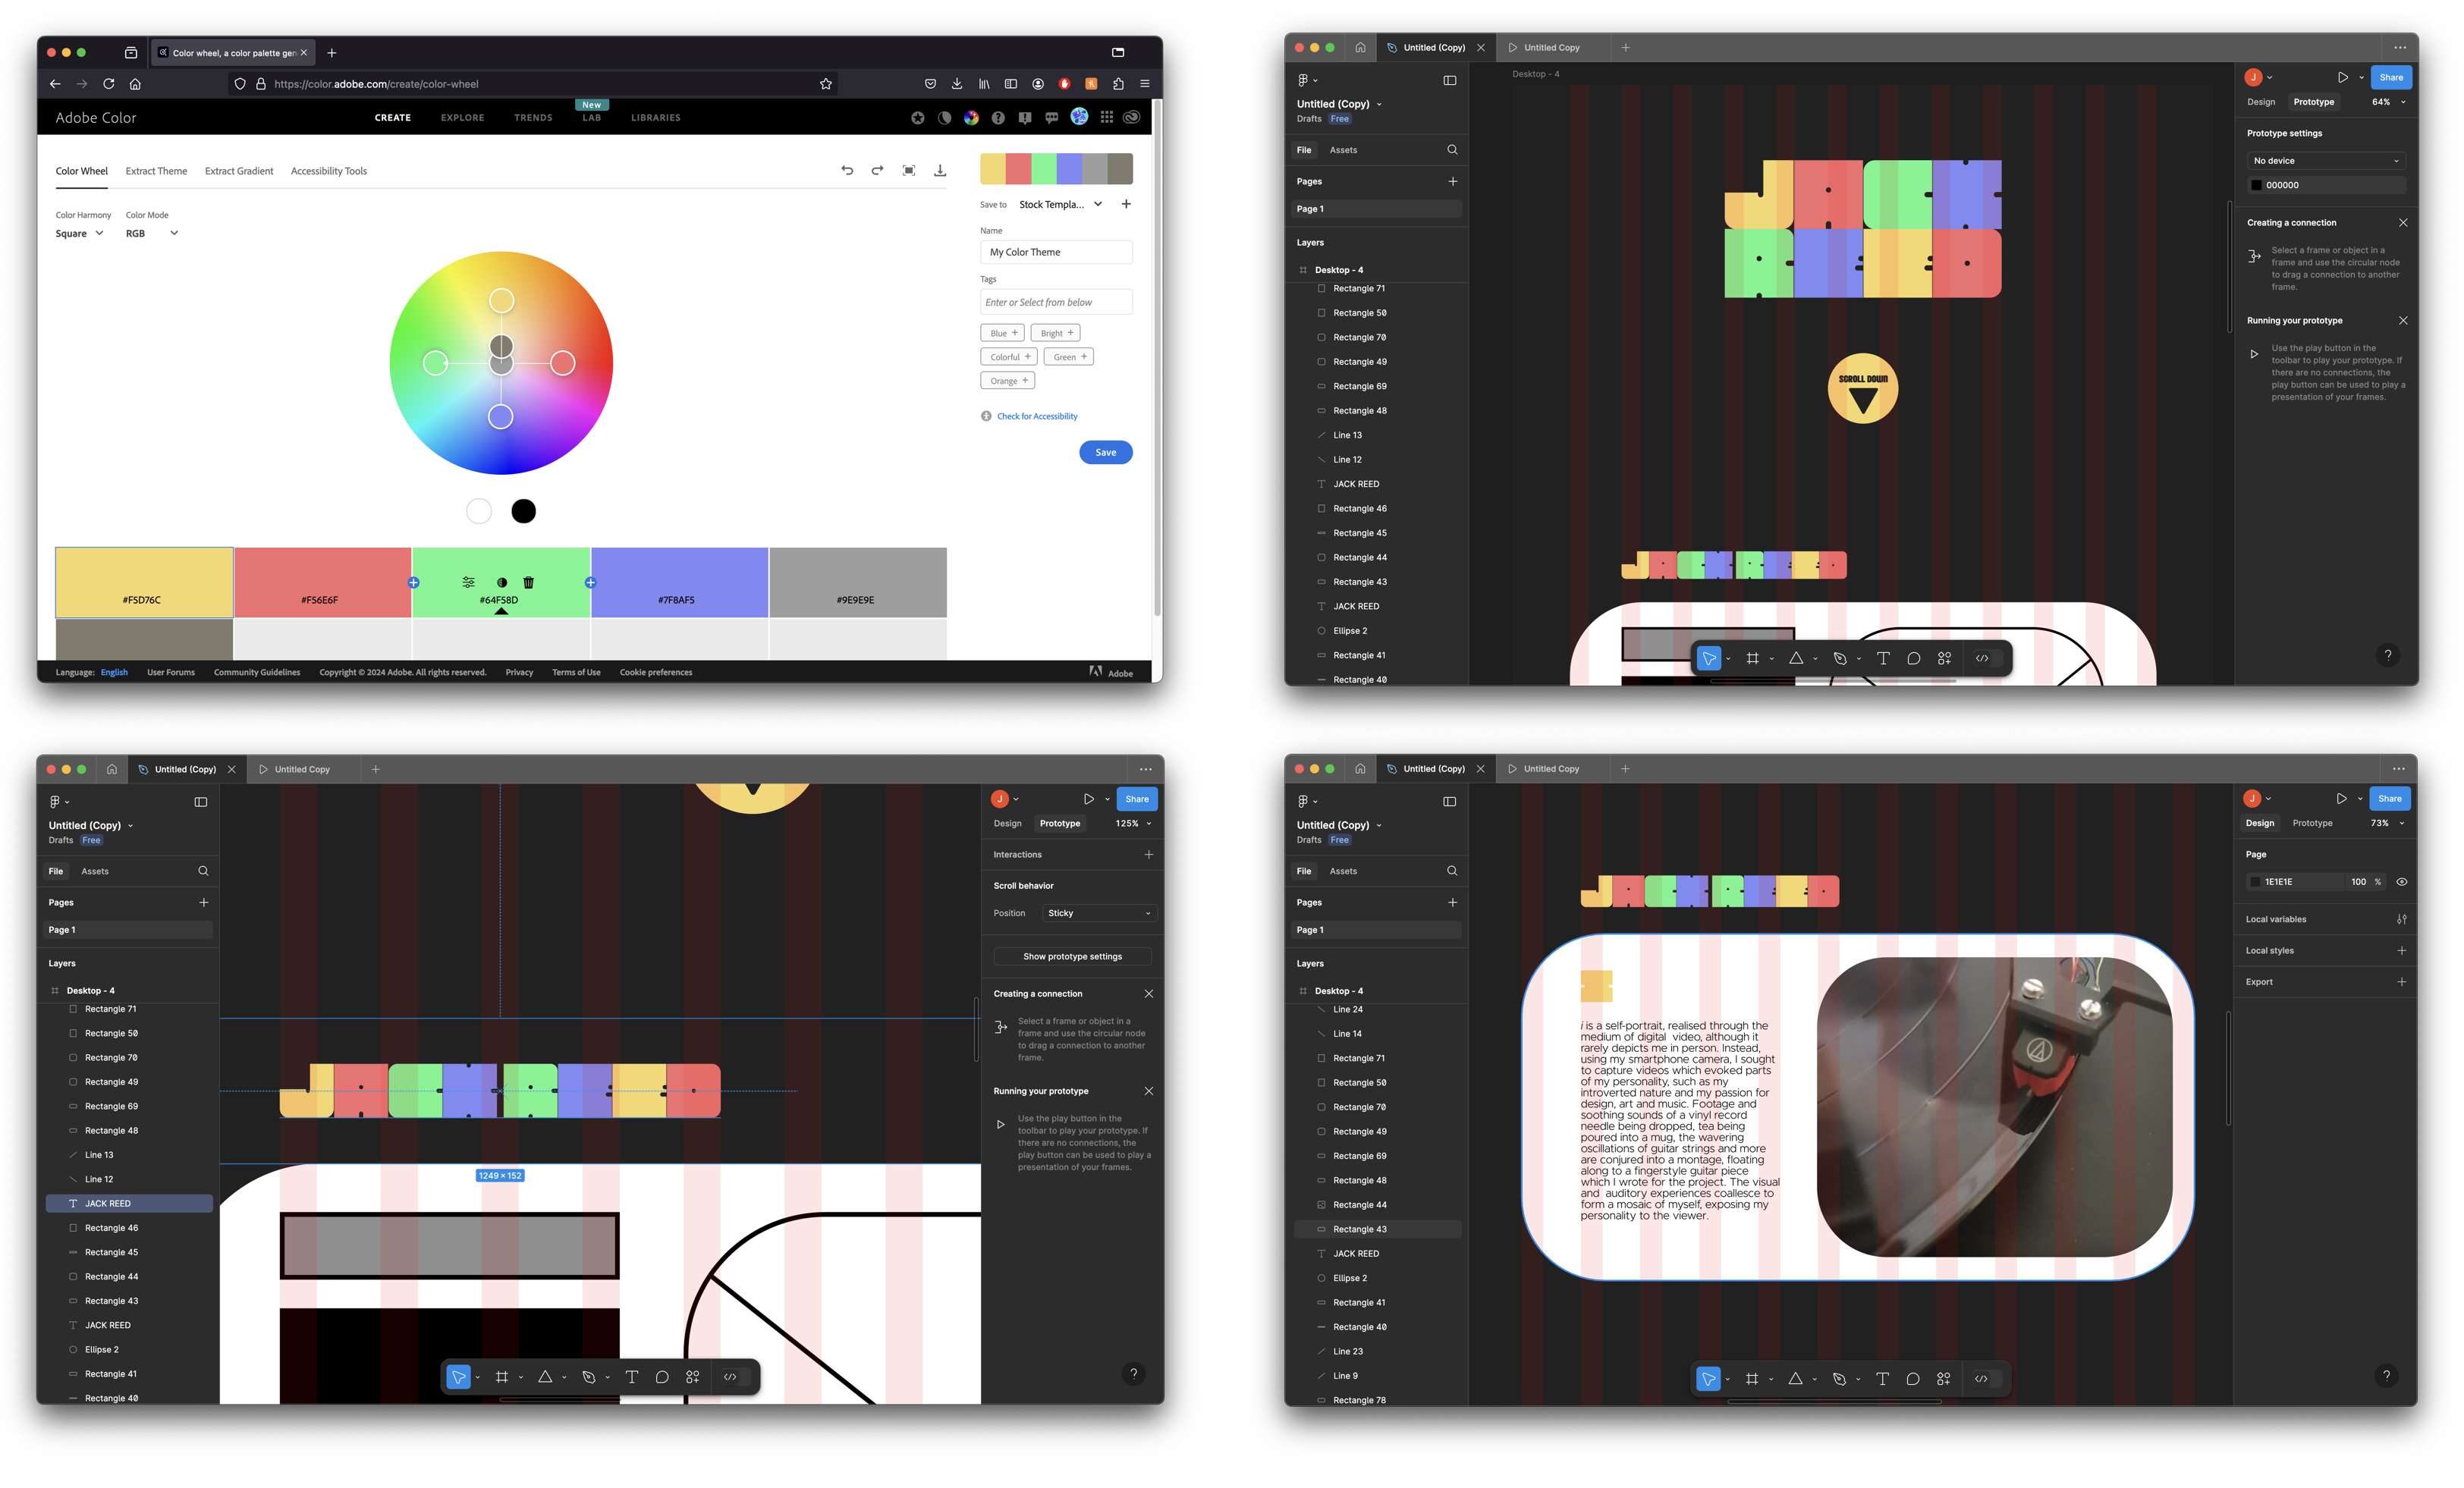 Color wheel, a color palette gen
https://color.adobe.com/create/color-wheel
Adobe Color
CREATE
EXPLORE
TRENDS
New
LAB
LIBRARIES
Color Wheel
Extract Theme
Extract Gradient
Accessibility Tools
Color Harmony
Square
Color Mode
RGB
Save to
Stock Templa...
Name
My Color Theme
Tags
Enter or Select from below
Blue +
Bright +
Colorful +
Green +
Orange +
Check for Accessibility
Save
#F5D76C
#F56E6F
#64F58D
#7F8AF5
#9E9E9E
Language: English
User Forums
Community Guidelines
Copyright © 2024 Adobe. All rights reserved.
Privacy
Terms of Use
Cookie preferences
Adobe
Untitled (Copy)
Untitled Copy
Untitled (Copy)
Drafts
Free
File
Assets
Pages
Page 1
Layers
Desktop - 4
Rectangle 71
Rectangle 50
Rectangle 70
Rectangle 49
Rectangle 69
Rectangle 48
Line 13
Line 12
JACK REED
Rectangle 46
Rectangle 45
Rectangle 44
Rectangle 43
JACK REED
Ellipse 2
Rectangle 41
Rectangle 40
Desktop - 4
SCROLL DOWN
J
Share
Design
Prototype
64%
Prototype settings
No device
000000
Creating a connection
Select a frame or object in a
frame and use the circular node
to drag a connection to another
frame.
Running your prototype
Use the play button in the
toolbar to play your prototype. If
there are no connections, the
play button can be used to play a
presentation of your frames.
?
Untitled (Copy)
Untitled Copy
Untitled (Copy)
Drafts
Free
File
Assets
Pages
Page 1
Layers
Desktop - 4
Rectangle 71
Rectangle 50
Rectangle 70
Rectangle 49
Rectangle 69
Rectangle 48
Line 13
Line 12
JACK REED
Rectangle 46
Rectangle 45
Rectangle 44
Rectangle 43
JACK REED
Ellipse 2
Rectangle 41
Rectangle 40
1249 × 152
J
Share
Design
Prototype
125%
Interactions
Scroll behavior
Position
Sticky
Show prototype settings
Creating a connection
Select a frame or object in a
frame and use the circular node
to drag a connection to another
frame.
Running your prototype
Use the play button in the
toolbar to play your prototype. If
there are no connections, the
play button can be used to play a
presentation of your frames.
?
Untitled (Copy)
Untitled Copy
Untitled (Copy)
Drafts
Free
File
Assets
Pages
Page 1
Layers
Desktop - 4
Line 24
Line 14
Rectangle 71
Rectangle 50
Rectangle 70
Rectangle 49
Rectangle 69
Rectangle 48
Rectangle 44
Rectangle 43
JACK REED
Ellipse 2
Rectangle 41
Rectangle 40
Line 23
Line 9
Rectangle 78
i is a self-portrait, realised through the
medium of digital video, although it
rarely depicts me in person. Instead,
using my smartphone camera, I sought
to capture videos which evoked parts
of my personality, such as my
introverted nature and my passion for
design, art and music. Footage and
soothing sounds of a vinyl record
needle being dropped, tea being
poured into a mug, the wavering
oscillations of guitar strings and more
are conjured into a montage, floating
along to a fingerstyle guitar piece
which I wrote for the project. The visual
and auditory experiences coallesce to
form a mosaic of myself, exposing my
personality to the viewer.
J
Share
Design
Prototype
73%
Page
1E1E1E
100 %
Local variables
Local styles
Export
?